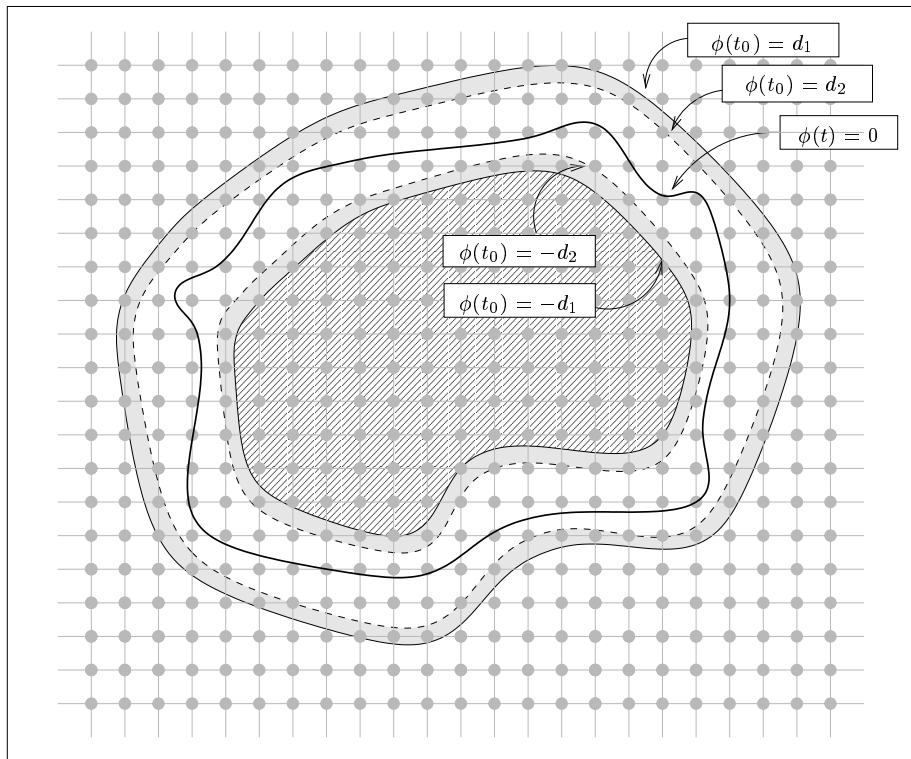 ϕ(t₀) = d₁
ϕ(t₀) = d₂
ϕ(t) = 0
ϕ(t₀) = −d₂
ϕ(t₀) = −d₁